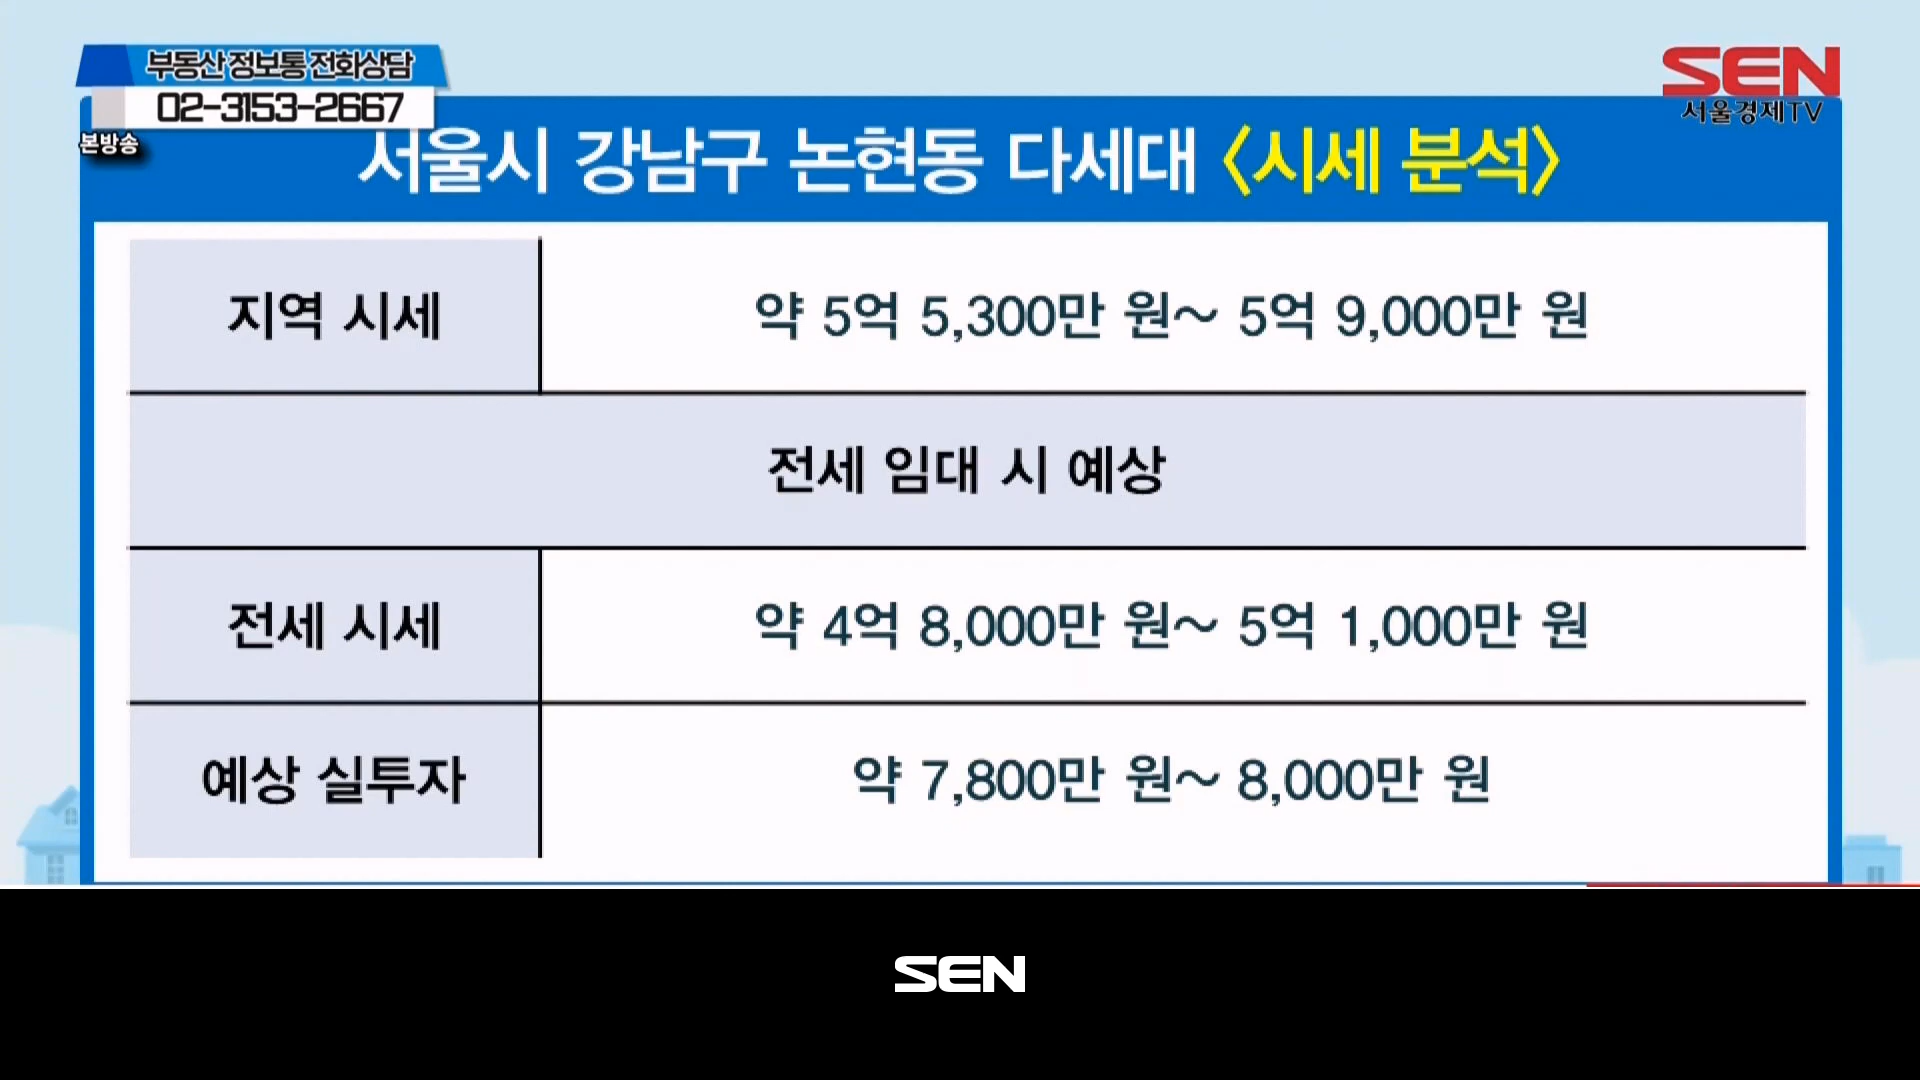 부동산 정보통 전화상담
02-3153-2667
본방송
SEN
서울경제TV
서울시 강남구 논현동 다세대 <시세 분석>
지역 시세
약 5억 5,300만 원~ 5억 9,000만 원
전세 임대 시 예상
전세 시세
약 4억 8,000만 원~ 5억 1,000만 원
예상 실투자
약 7,800만 원~ 8,000만 원
SEN